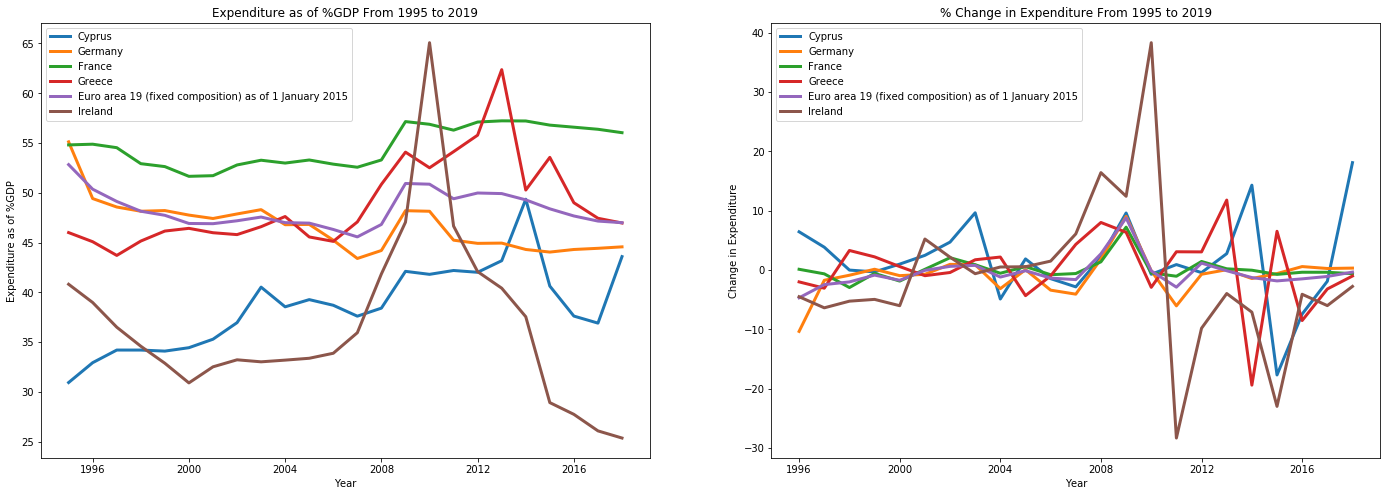 Expenditure as of %GDP From 1995 to 2019
Cyprus
Germany
France
Greece
Euro area 19 (fixed composition) as of 1 January 2015
Ireland
65
60
55
50
45
40
35
30
25
Expenditure as of %GDP
1996
2000
2004
2008
2012
2016
Year
% Change in Expenditure From 1995 to 2019
Cyprus
Germany
France
Greece
Euro area 19 (fixed composition) as of 1 January 2015
Ireland
40
30
20
10
0
−10
−20
−30
Change in Expenditure
1996
2000
2004
2008
2012
2016
Year